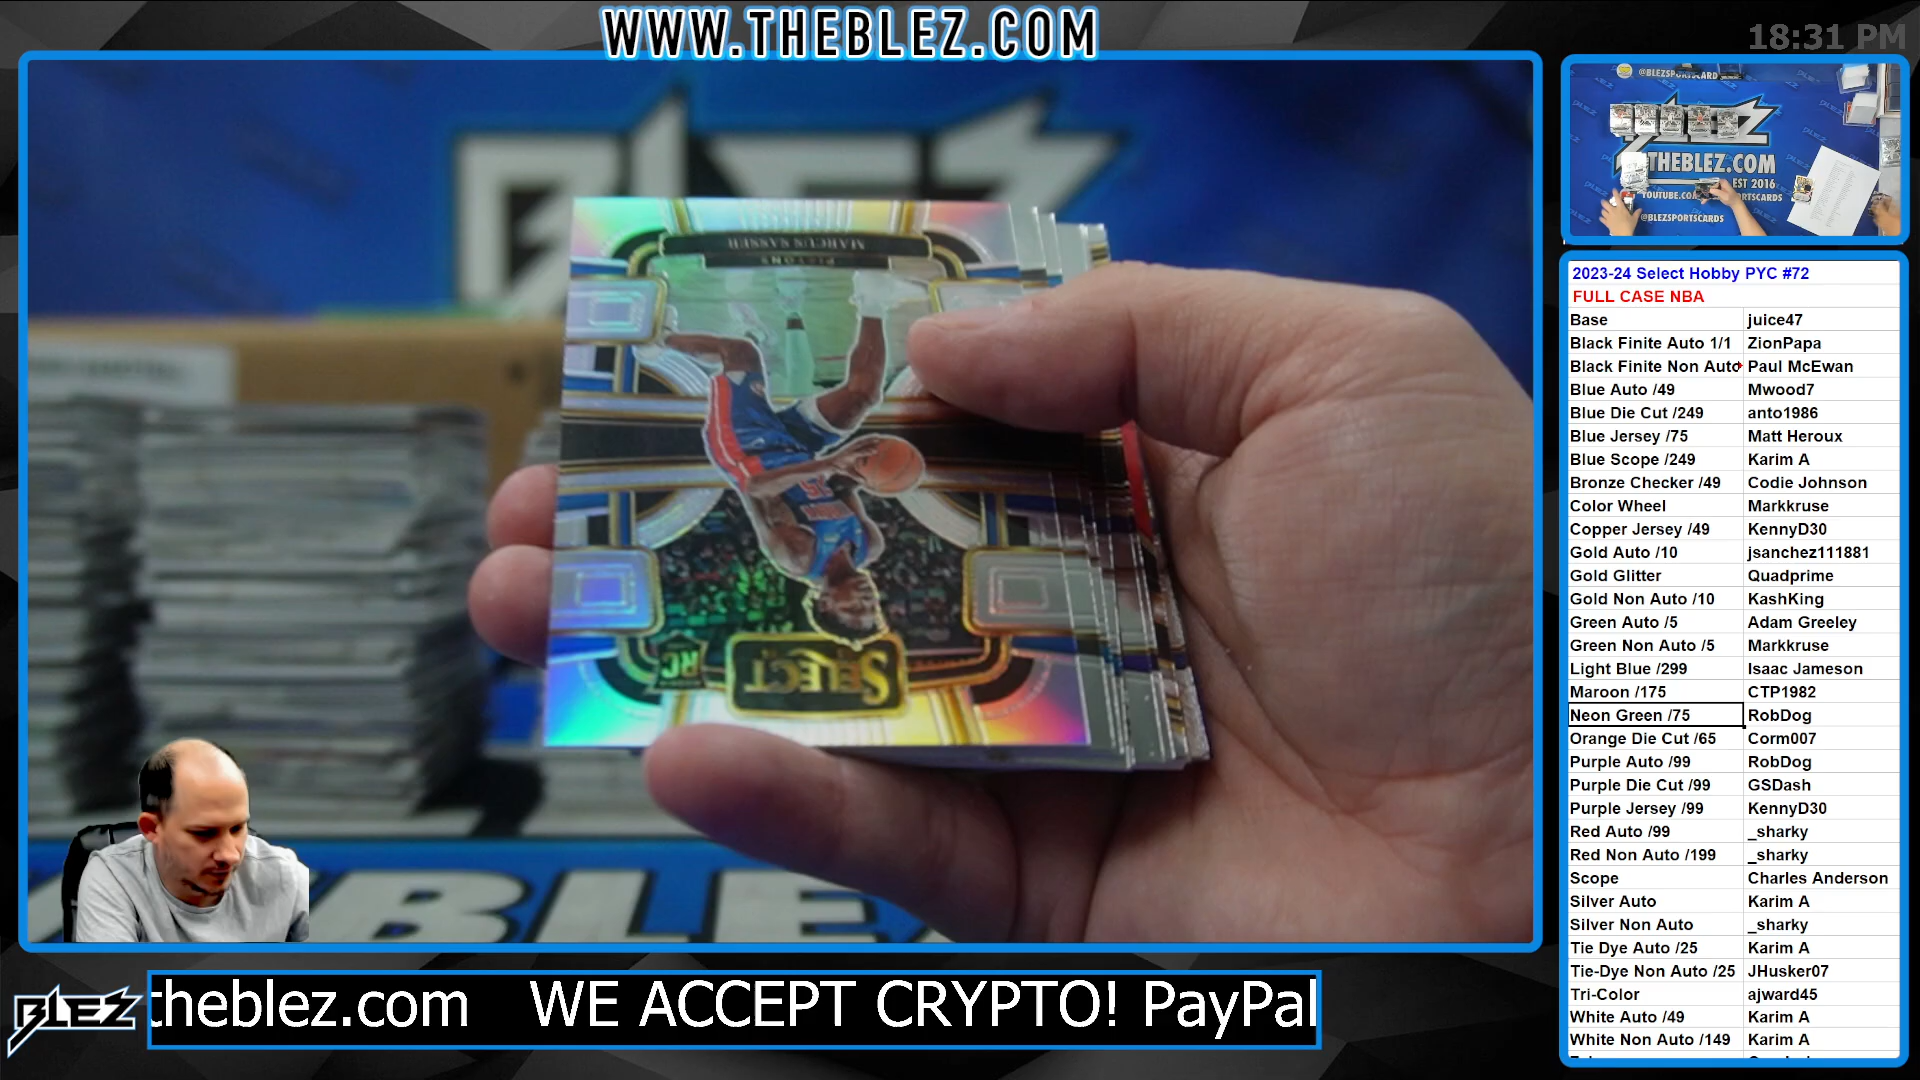 WWW.THEBLEZ.COM
18:31 PM
@BLEZSPORTSCARD
THEBLEZ.COM
EST 2016
@BLEZSPORTSCARDS
BLEZ
MARCUS SASSER
PISTONS
RC
SELECT
2023-24 Select Hobby PYC #72
FULL CASE NBA
Base juice47
Black Finite Auto 1/1 ZionPapa
Black Finite Non Auto Paul McEwan
Blue Auto /49 Mwood7
Blue Die Cut /249 anto1986
Blue Jersey /75 Matt Heroux
Blue Scope /249 Karim A
Bronze Checker /49 Codie Johnson
Color Wheel Markkruse
Copper Jersey /49 KennyD30
Gold Auto /10 jsanchez111881
Gold Glitter Quadprime
Gold Non Auto /10 KashKing
Green Auto /5 Adam Greeley
Green Non Auto /5 Markkruse
Light Blue /299 Isaac Jameson
Maroon /175 CTP1982
Neon Green /75 RobDog
Orange Die Cut /65 Corm007
Purple Auto /99 RobDog
Purple Die Cut /99 GSDash
Purple Jersey /99 KennyD30
Red Auto /99 _sharky
Red Non Auto /199 _sharky
Scope Charles Anderson
Silver Auto Karim A
Silver Non Auto _sharky
Tie Dye Auto /25 Karim A
Tie-Dye Non Auto /25 JHusker07
Tri-Color ajward45
White Auto /49 Karim A
White Non Auto /149 Karim A
BLEZ
theblez.com WE ACCEPT CRYPTO! PayPal